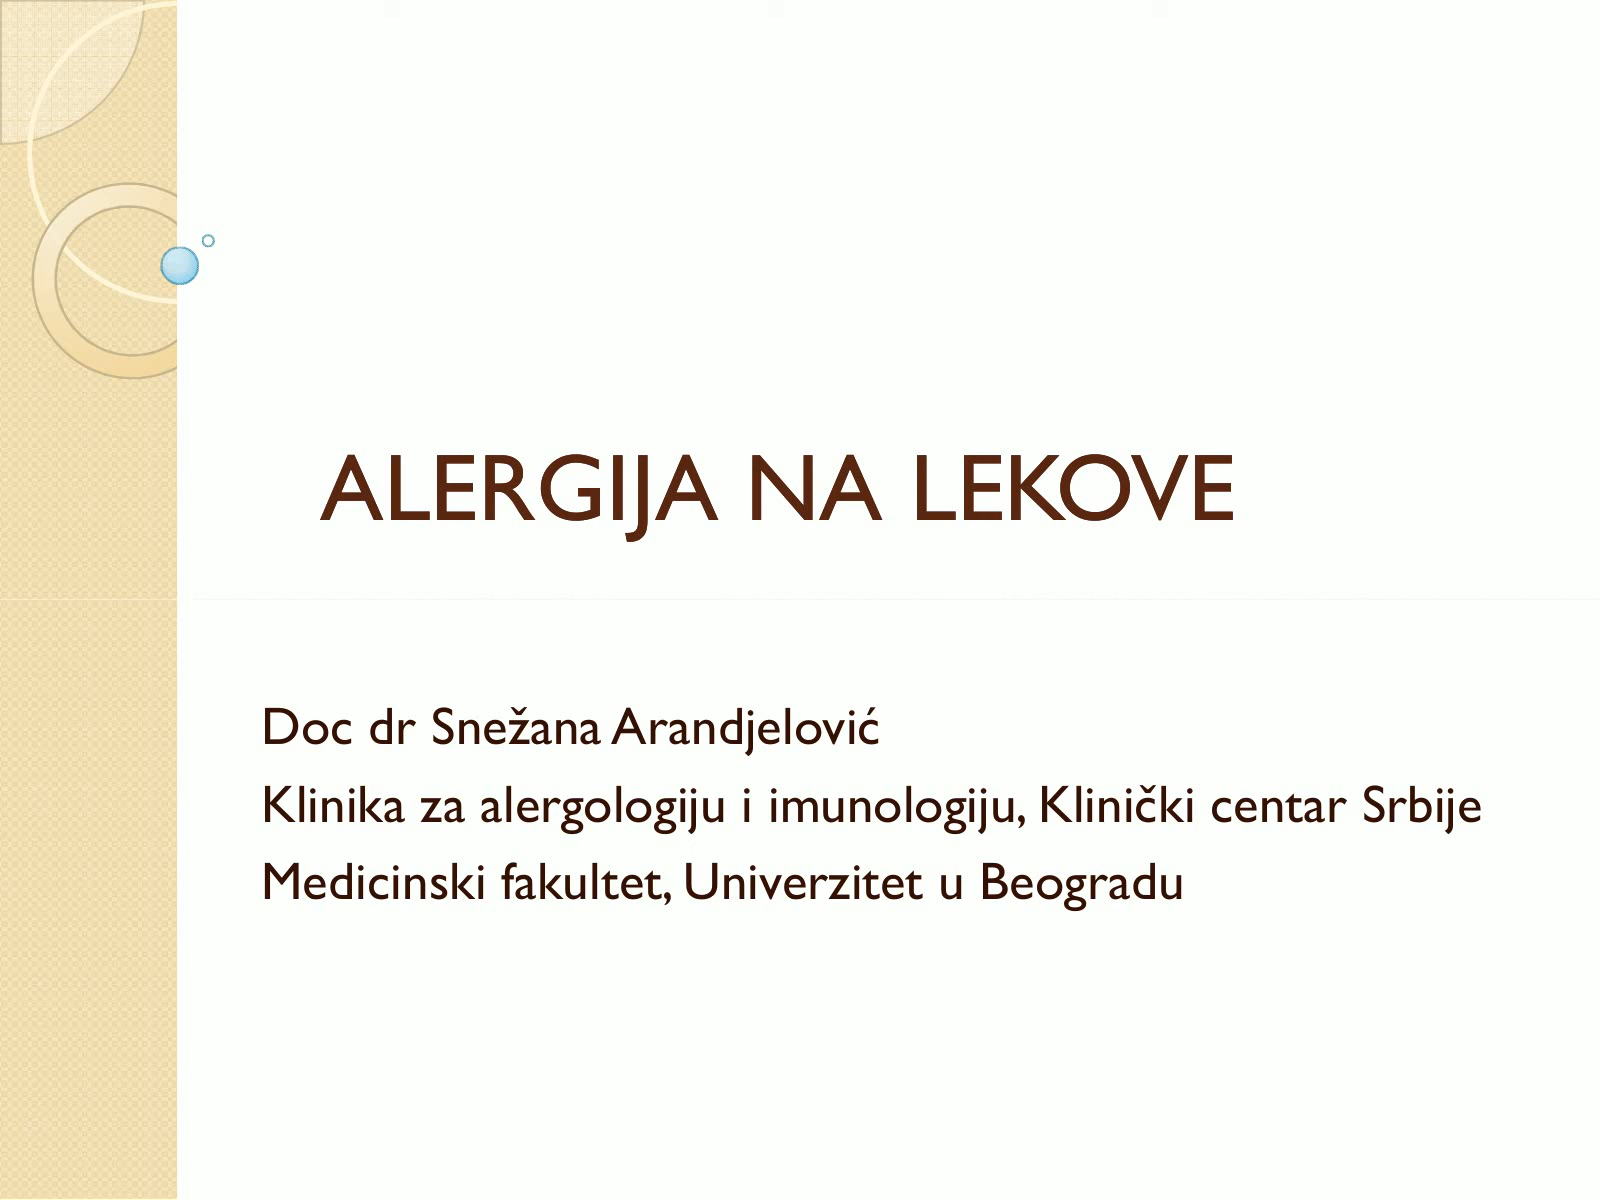 ALERGIJA NA LEKOVE
Doc dr Snežana Arandjelović
Klinika za alergologiju i imunologiju, Klinički centar Srbije
Medicinski fakultet, Univerzitet u Beogradu